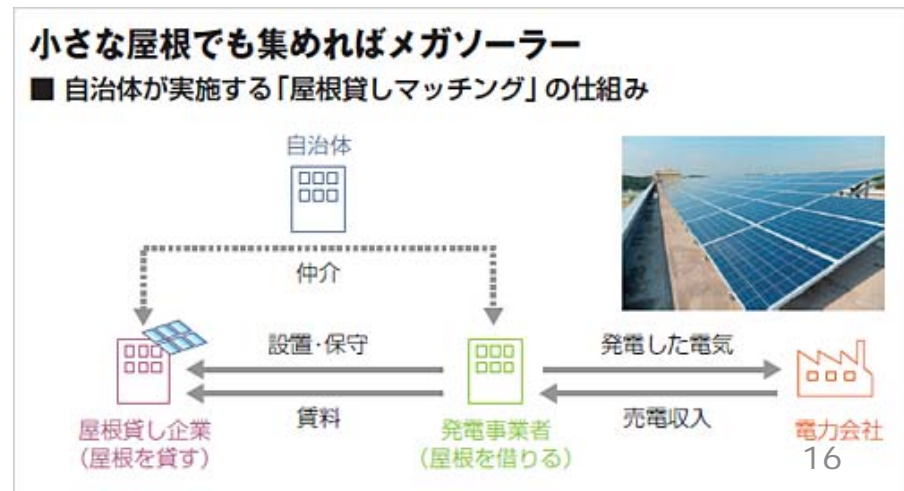 小さな屋根でも集めればメガソーラー
■ 自治体が実施する「屋根貸しマッチング」の仕組み
自治体
仲介
設置・保守
発電した電気
賃料
売電収入
屋根貸し企業
(屋根を貸す)
発電事業者
(屋根を借りる)
電力会社
16